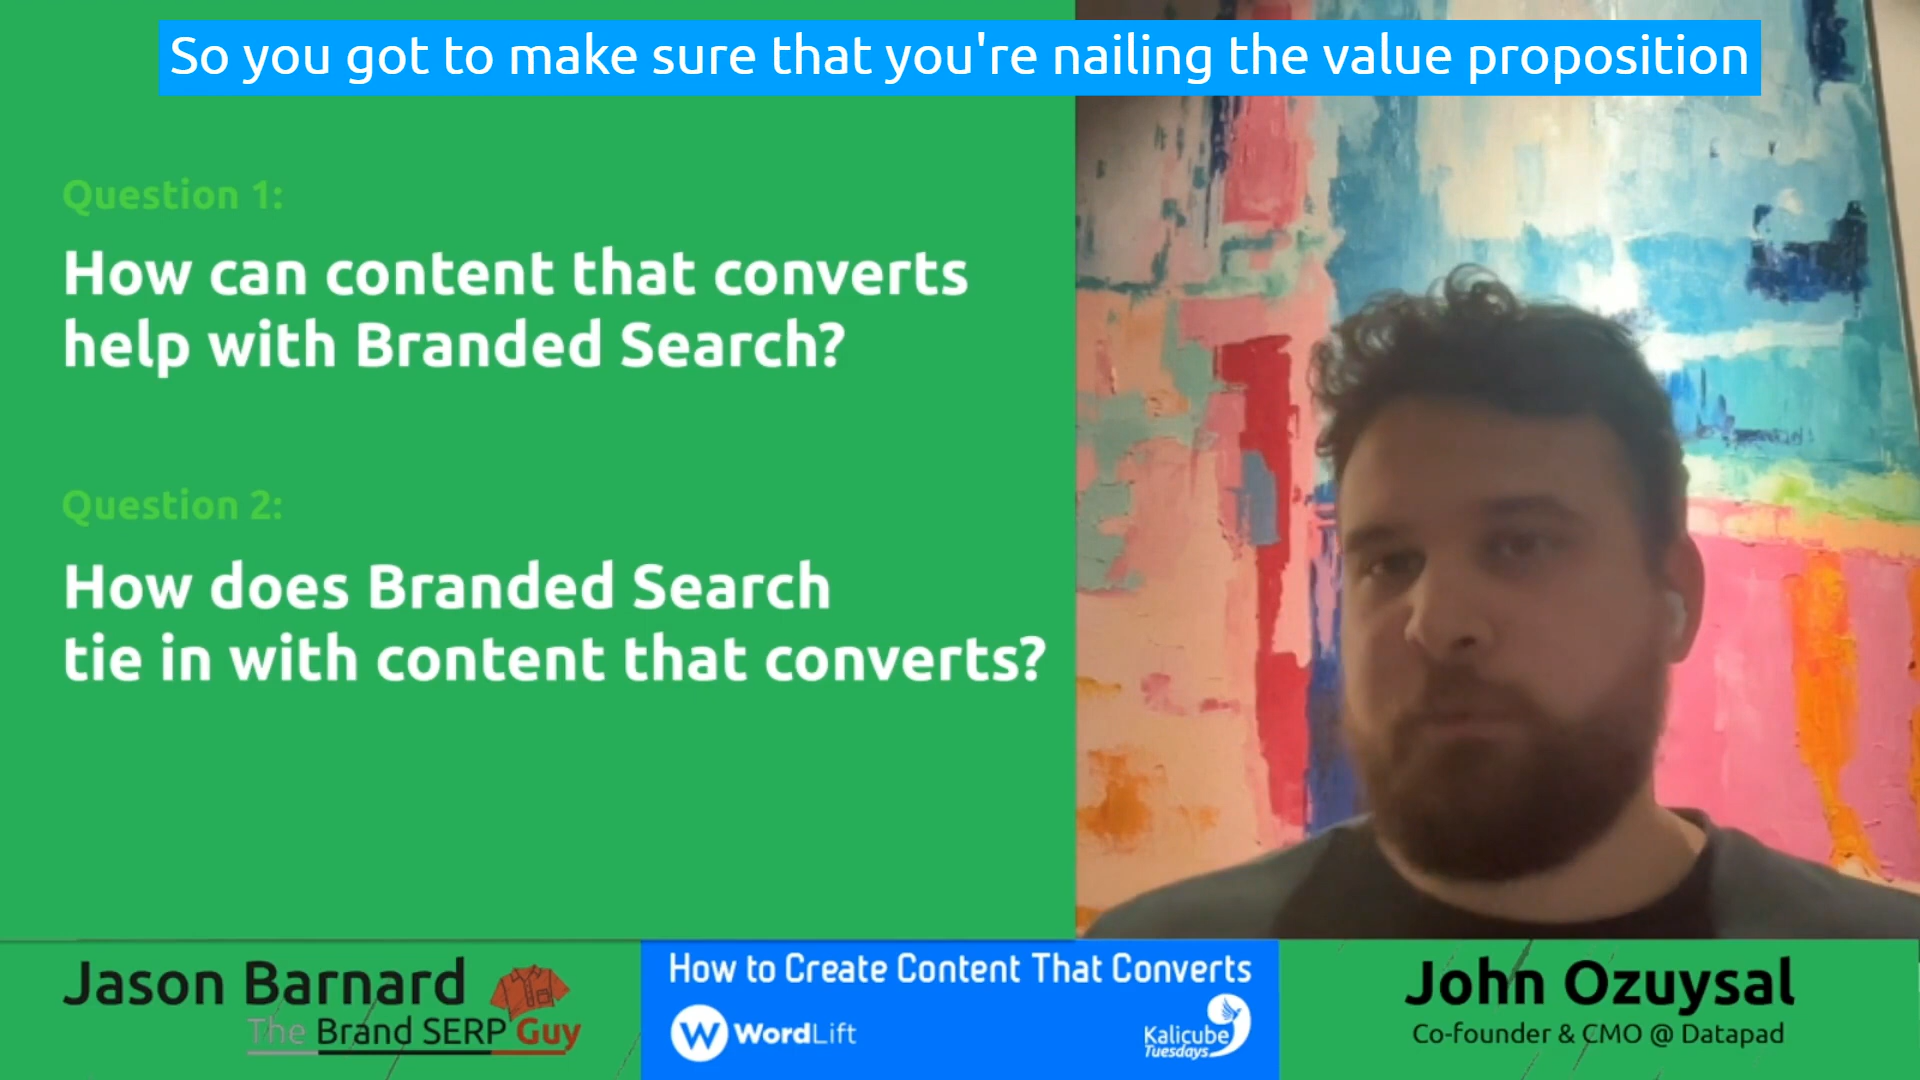 So you got to make sure that you're nailing the value proposition
Question 1:
How can content that converts
help with Branded Search?
Question 2:
How does Branded Search
tie in with content that converts?
Jason Barnard
The Brand SERP Guy
How to Create Content That Converts
WordLift
Kalicube
Tuesdays
John Ozuysal
Co-founder & CMO @ Datapad